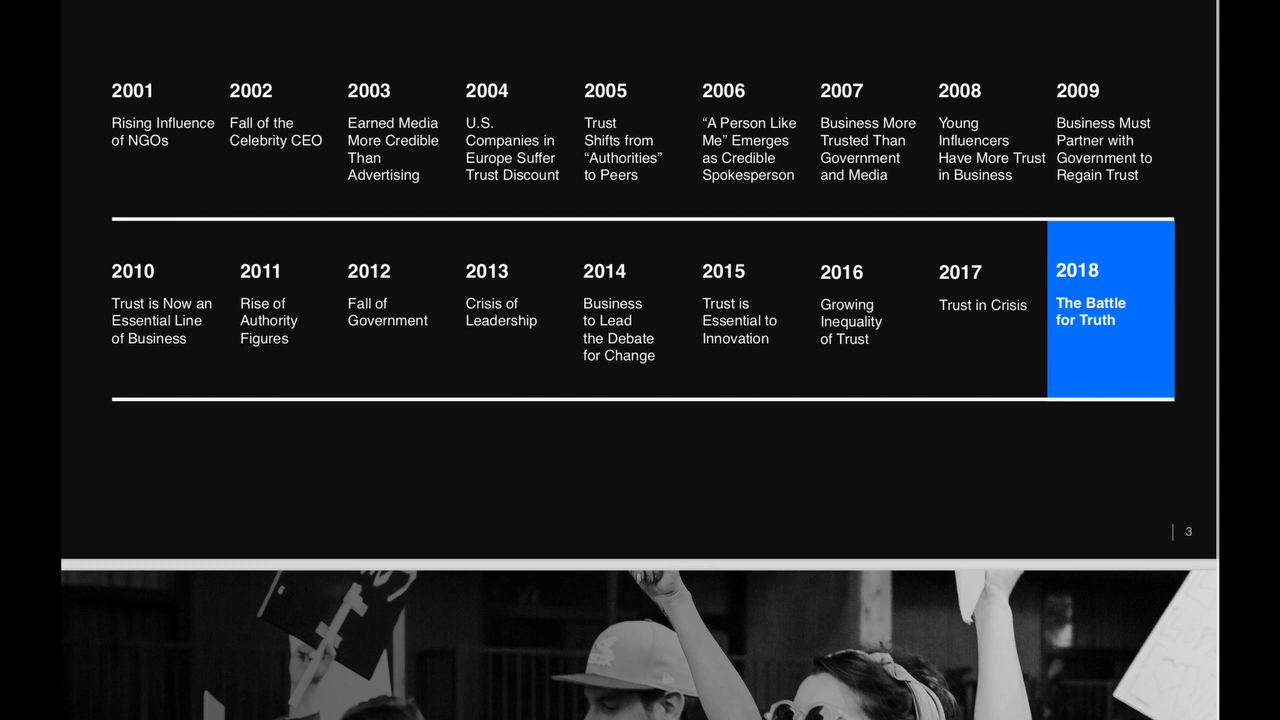 2001
Rising Influence
of NGOs
2002
Fall of the
Celebrity CEO
2003
Earned Media
More Credible
Than
Advertising
2004
U.S.
Companies in
Europe Suffer
Trust Discount
2005
Trust
Shifts from
“Authorities”
to Peers
2006
“A Person Like
Me” Emerges
as Credible
Spokesperson
2007
Business More
Trusted Than
Government
and Media
2008
Young
Influencers
Have More Trust
in Business
2009
Business Must
Partner with
Government to
Regain Trust
2010
Trust is Now an
Essential Line
of Business
2011
Rise of
Authority
Figures
2012
Fall of
Government
2013
Crisis of
Leadership
2014
Business
to Lead
the Debate
for Change
2015
Trust is
Essential to
Innovation
2016
Growing
Inequality
of Trust
2017
Trust in Crisis
2018
The Battle
for Truth
3